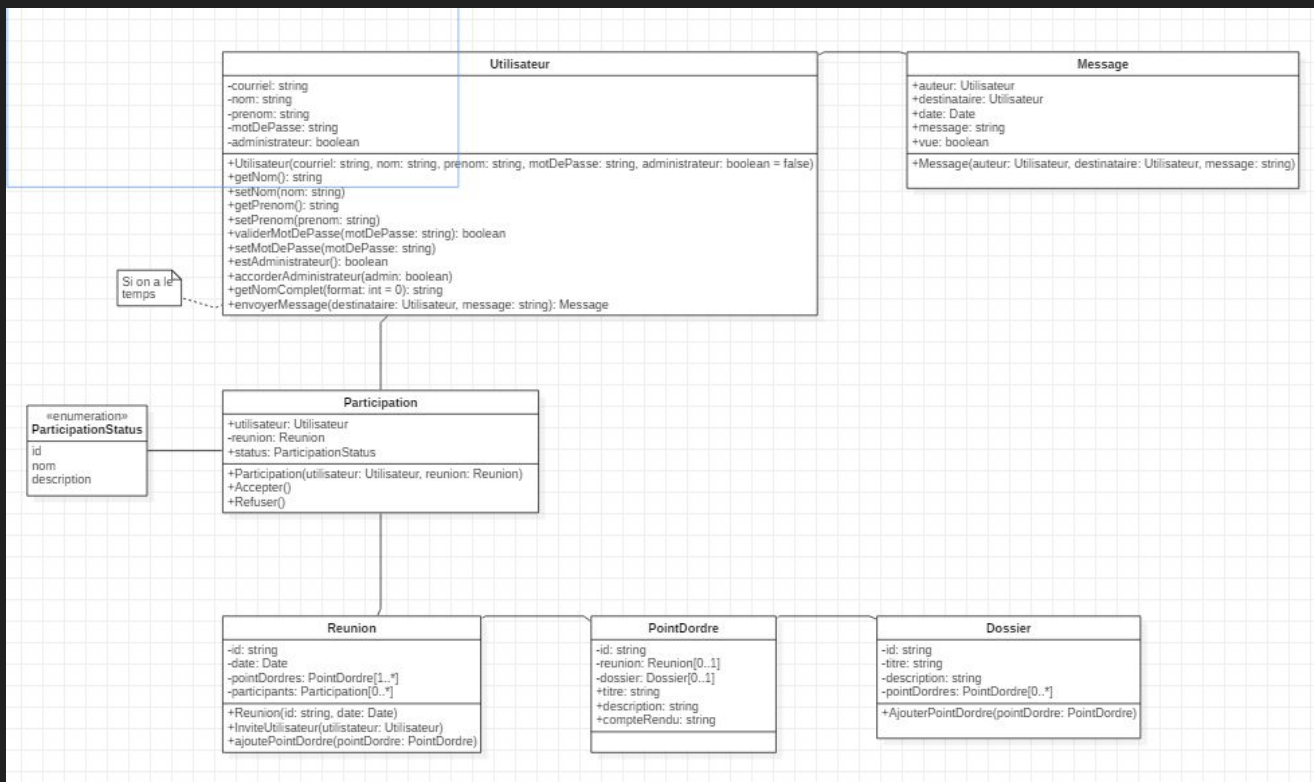 Utilisateur
-courriel: string
-nom: string
-prenom: string
-motDePasse: string
-administrateur: boolean
+Utilisateur(courriel: string, nom: string, prenom: string, motDePasse: string, administrateur: boolean = false)
+getNom(): string
+setNom(nom: string)
+getPrenom(): string
+setPrenom(prenom: string)
+validerMotDePasse(motDePasse: string): boolean
+setMotDePasse(motDePasse: string)
+estAdministrateur(): boolean
+accorderAdministrateur(admin: boolean)
+getNomComplet(format: int = 0): string
+envoyerMessage(destinataire: Utilisateur, message: string): Message
Message
+auteur: Utilisateur
+destinataire: Utilisateur
+date: Date
+message: string
+vue: boolean
+Message(auteur: Utilisateur, destinataire: Utilisateur, message: string)
Si on a le
temps
«enumeration»
ParticipationStatus
id
nom
description
Participation
+utilisateur: Utilisateur
-reunion: Reunion
+status: ParticipationStatus
+Participation(utilisateur: Utilisateur, reunion: Reunion)
+Accepter()
+Refuser()
Reunion
-id: string
-date: Date
-pointDordres: PointDordre[1..*]
-participants: Participation[0..*]
+Reunion(id: string, date: Date)
+InviteUtilisateur(utilistateur: Utilisateur)
+ajoutePointDordre(pointDordre: PointDordre)
PointDordre
-id: string
-reunion: Reunion[0..1]
-dossier: Dossier[0..1]
+titre: string
+description: string
+compteRendu: string
Dossier
-id: string
-titre: string
-description: string
-pointDordres: PointDordre[0..*]
+AjouterPointDordre(pointDordre: PointDordre)